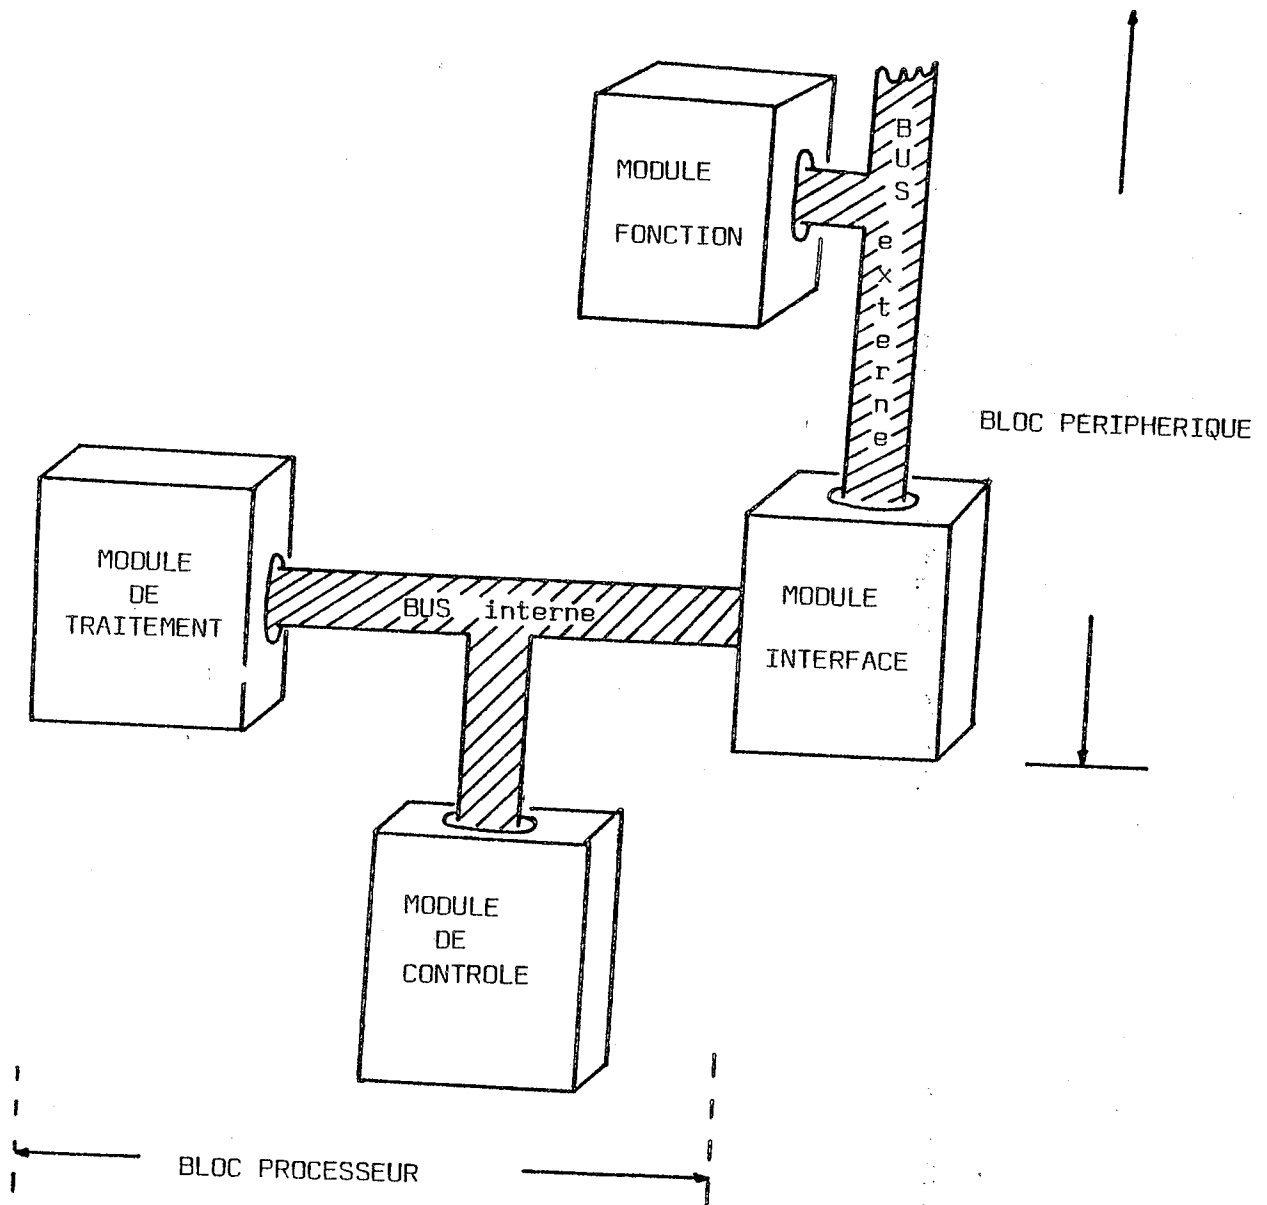 MODULE
FONCTION
BUS externe
BLOC PERIPHERIQUE
MODULE
DE
TRAITEMENT
BUS interne
MODULE
INTERFACE
MODULE
DE
CONTROLE
BLOC PROCESSEUR